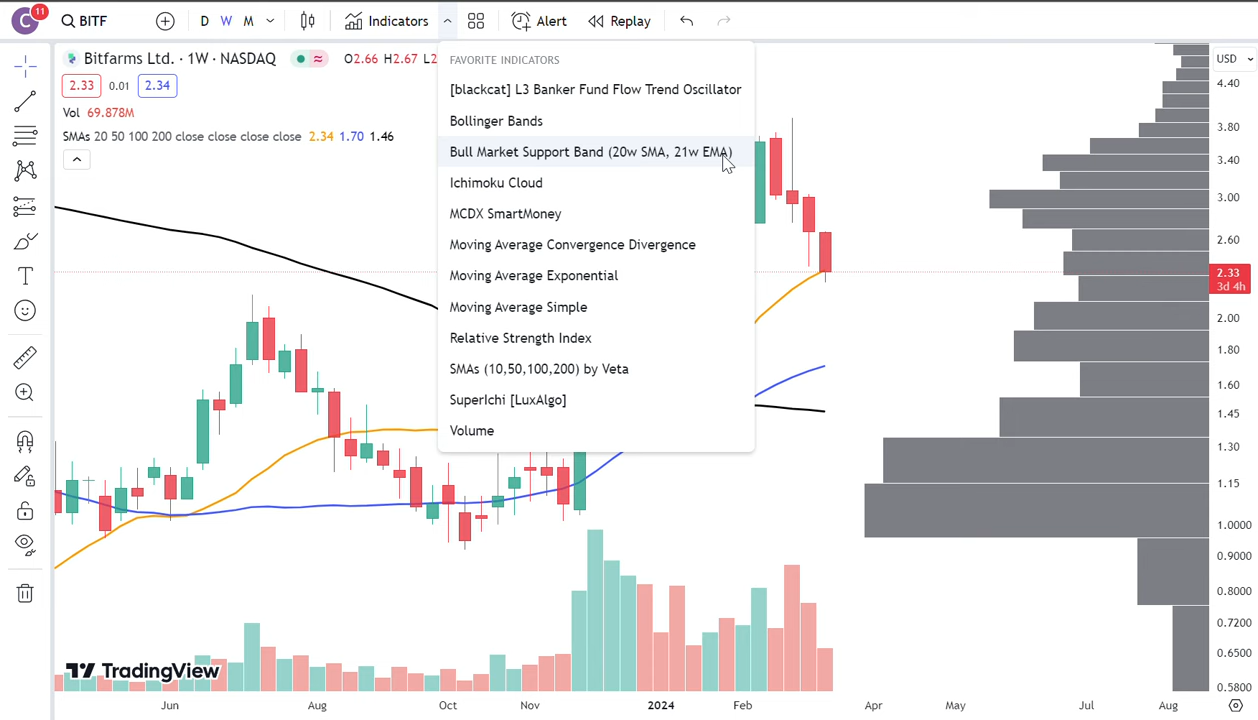 C 11 BITF D W M Indicators Alert Replay
Bitfarms Ltd. · 1W · NASDAQ ≈ O2.66 H2.67 L2
2.33 0.01 2.34
Vol 69.878M
SMAs 20 50 100 200 close close close close 2.34 1.70 1.46
FAVORITE INDICATORS
[blackcat] L3 Banker Fund Flow Trend Oscillator
Bollinger Bands
Bull Market Support Band (20w SMA, 21w EMA)
Ichimoku Cloud
MCDX SmartMoney
Moving Average Convergence Divergence
Moving Average Exponential
Moving Average Simple
Relative Strength Index
SMAs (10,50,100,200) by Veta
SuperIchi [LuxAlgo]
Volume
USD
4.40
3.80
3.40
3.00
2.60
2.33
3d 4h
2.00
1.80
1.60
1.45
1.30
1.15
1.0000
0.9000
0.8000
0.7200
0.6500
0.5800
TradingView
Jun Aug Oct Nov 2024 Feb Apr May Jul Aug